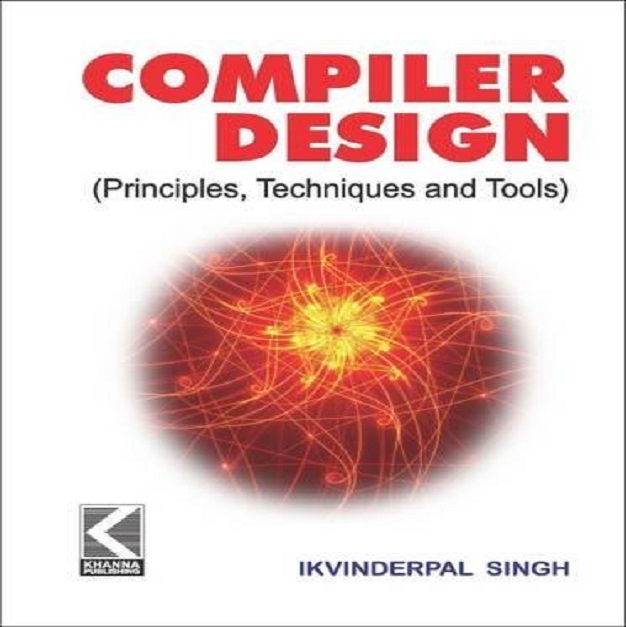 COMPILER
DESIGN
(Principles, Techniques and Tools)
KHANNA
PUBLISHING
IKVINDERPAL SINGH